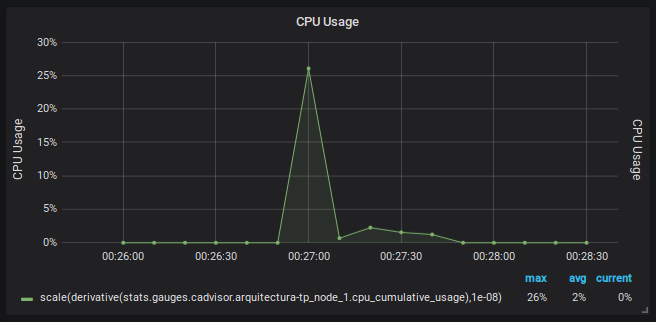 CPU Usage
30%
25%
20%
15%
10%
5%
0%
CPU Usage
CPU Usage
00:26:00 00:26:30 00:27:00 00:27:30 00:28:00 00:28:30
max avg current
scale(derivative(stats.gauges.cadvisor.arquitectura-tp_node_1.cpu_cumulative_usage),1e-08) 26% 2% 0%